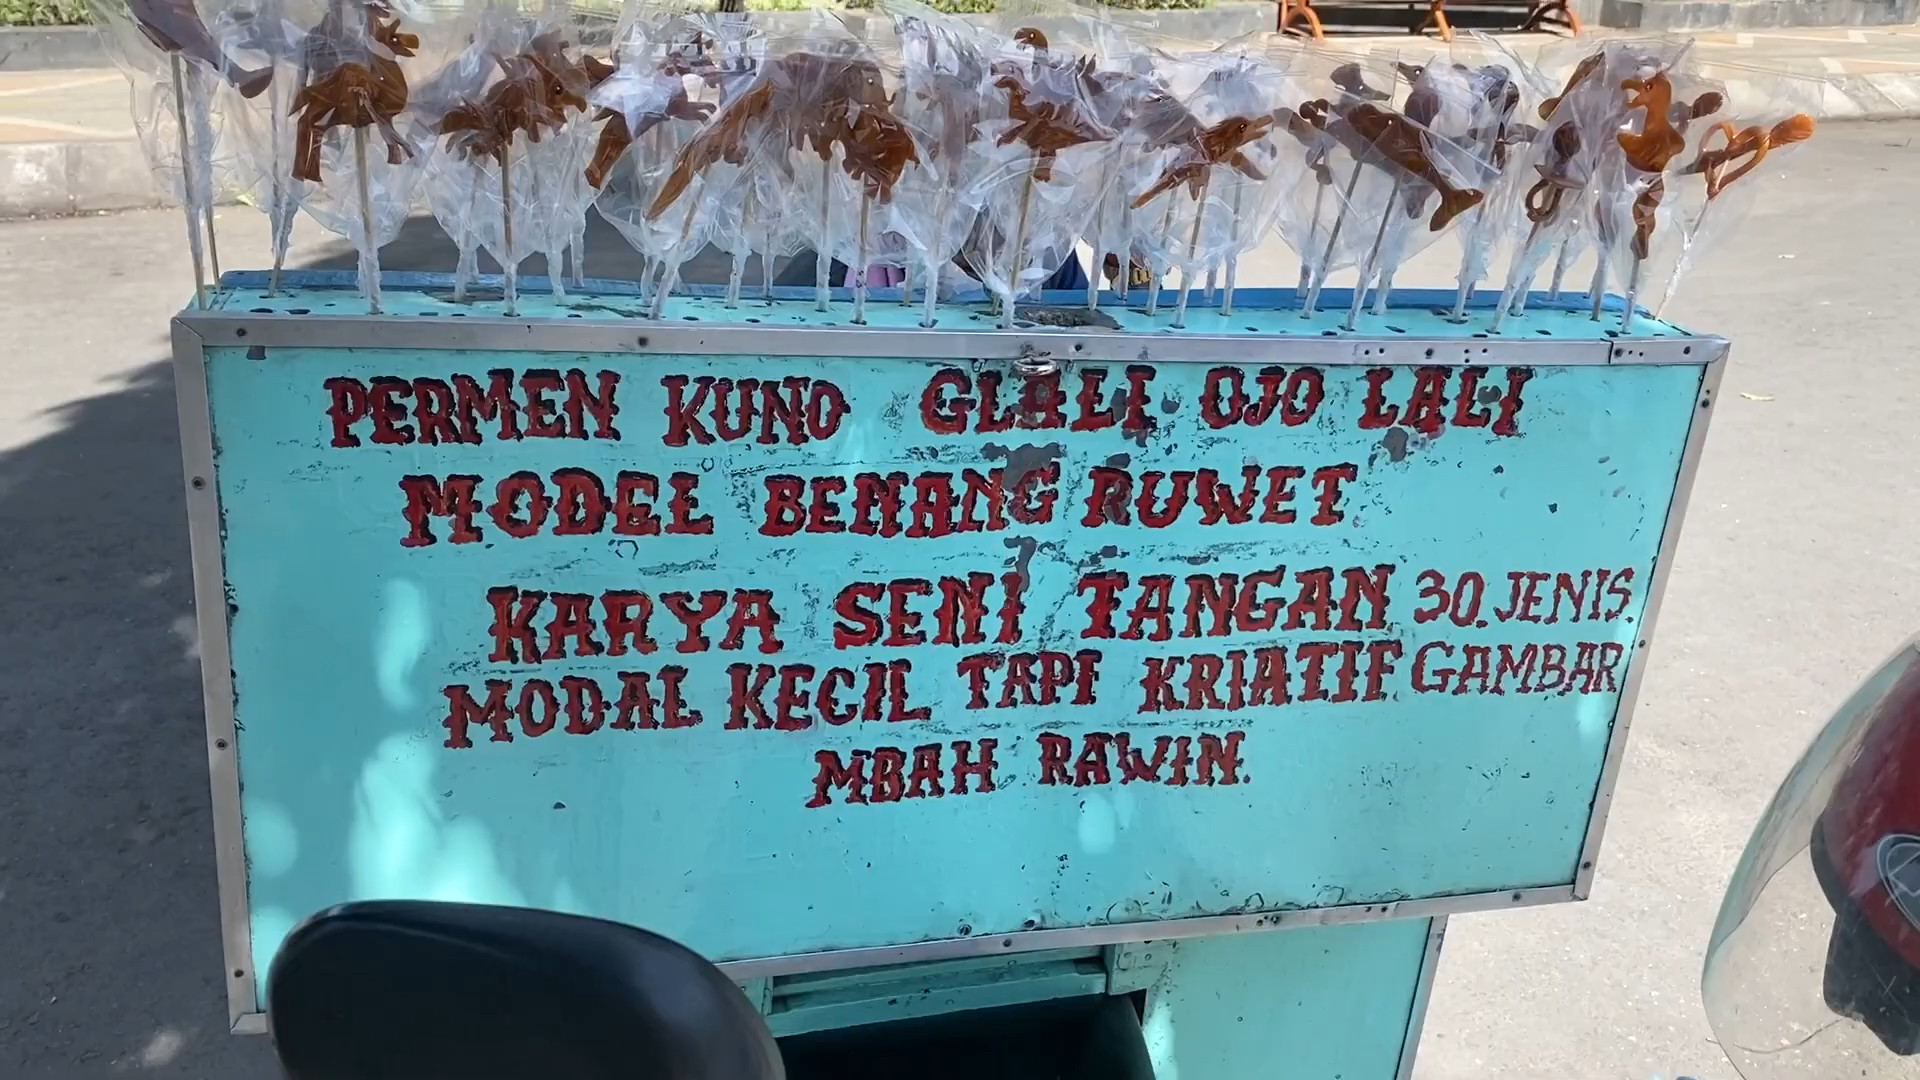 PERMEN KUNO GLALI OJO LALI
MODEL BENANG RUWET
KARYA SENI TANGAN 30. JENIS.
MODAL KECIL TAPI KRIATIF GAMBAR
MBAH RAWIN.